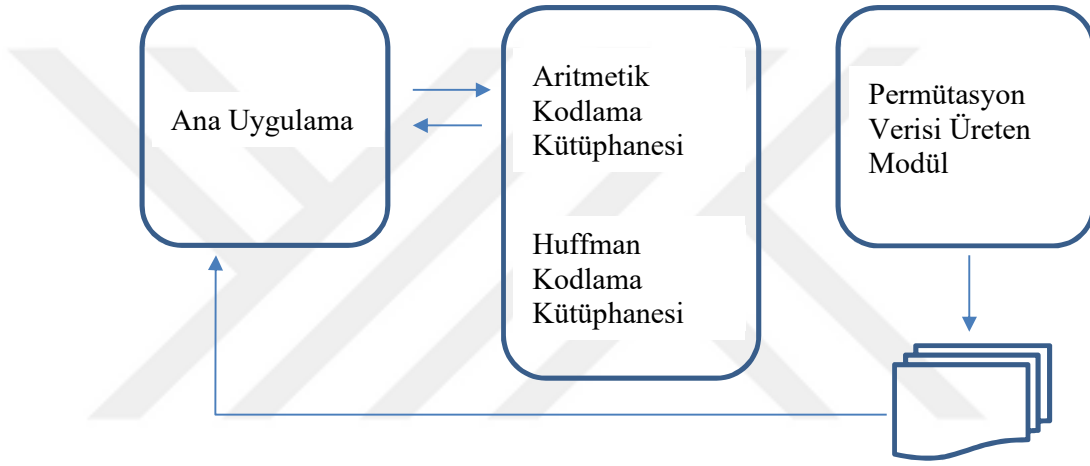 Ana Uygulama
Aritmetik
Kodlama
Kütüphanesi
Huffman
Kodlama
Kütüphanesi
Permütasyon
Verisi Üreten
Modül